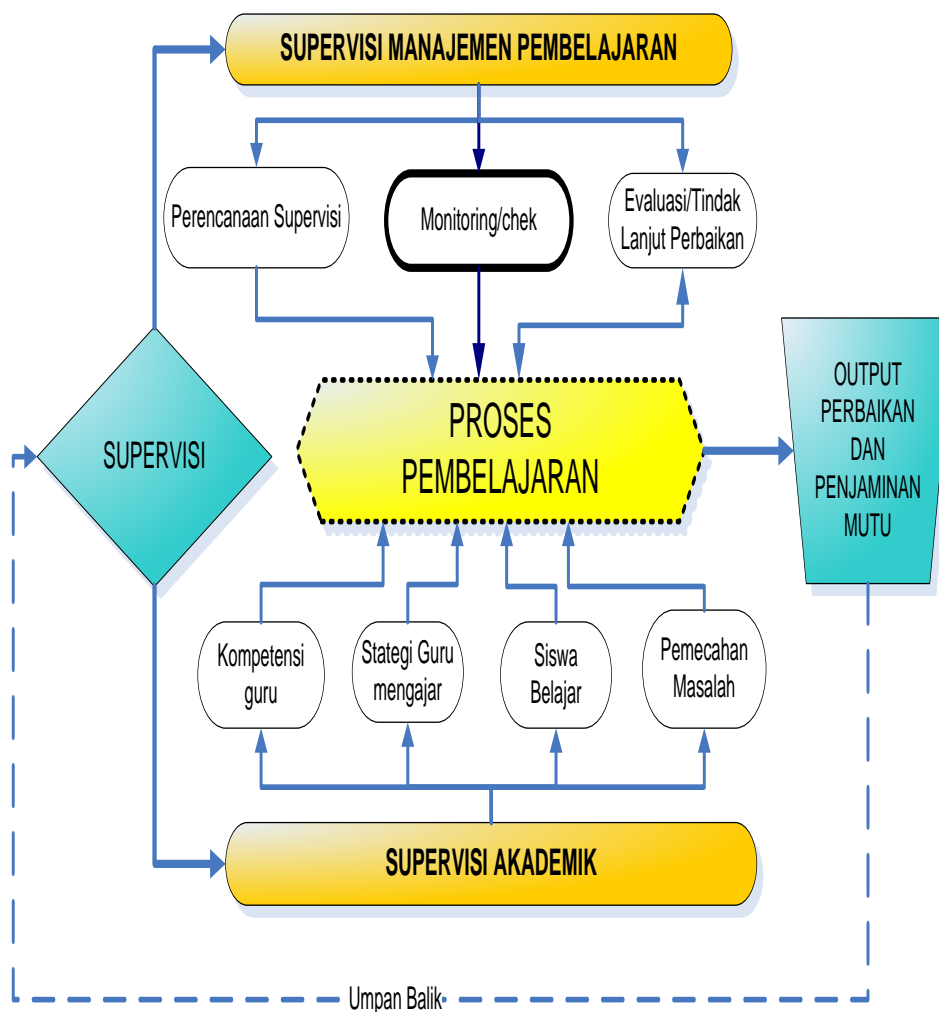 SUPERVISI MANAJEMEN PEMBELAJARAN
Perencanaan Supervisi
Monitoring/chek
Evaluasi/Tindak
Lanjut Perbaikan
SUPERVISI
PROSES
PEMBELAJARAN
OUTPUT
PERBAIKAN
DAN
PENJAMINAN
MUTU
Kompetensi
guru
Stategi Guru
mengajar
Siswa
Belajar
Pemecahan
Masalah
SUPERVISI AKADEMIK
Umpan Balik